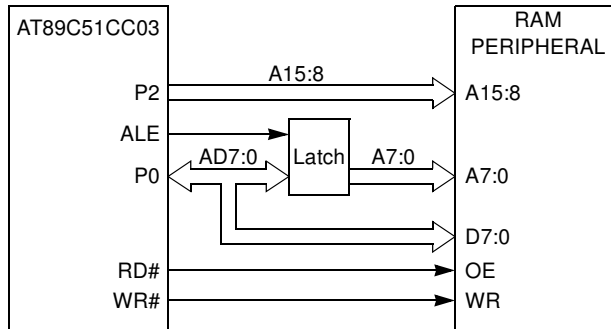 AT89C51CC03
RAM
PERIPHERAL
A15:8
P2
A15:8
ALE
AD7:0
Latch
A7:0
P0
A7:0
D7:0
RD#
OE
WR#
WR